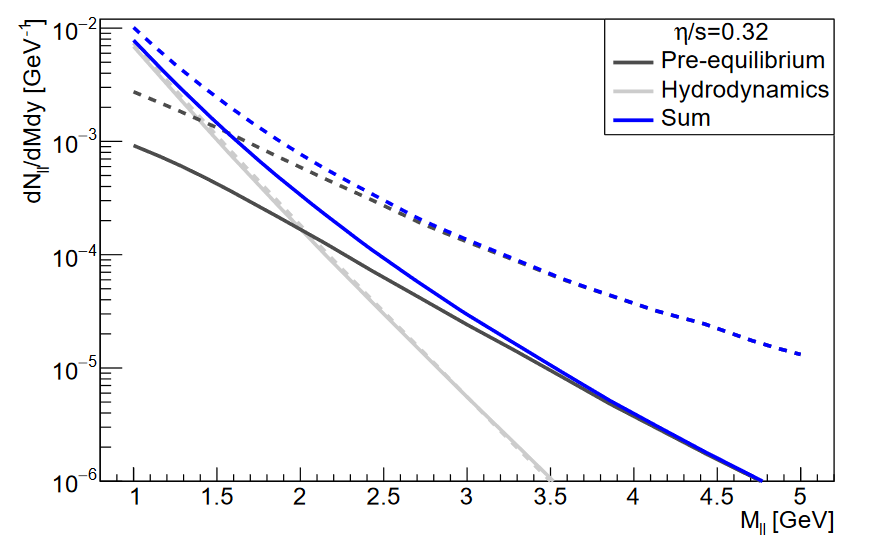 dN_ll/dMdy [GeV^-1]
10^-2
10^-3
10^-4
10^-5
10^-6
η/s=0.32
Pre-equilibrium
Hydrodynamics
Sum
1 1.5 2 2.5 3 3.5 4 4.5 5
M_ll [GeV]